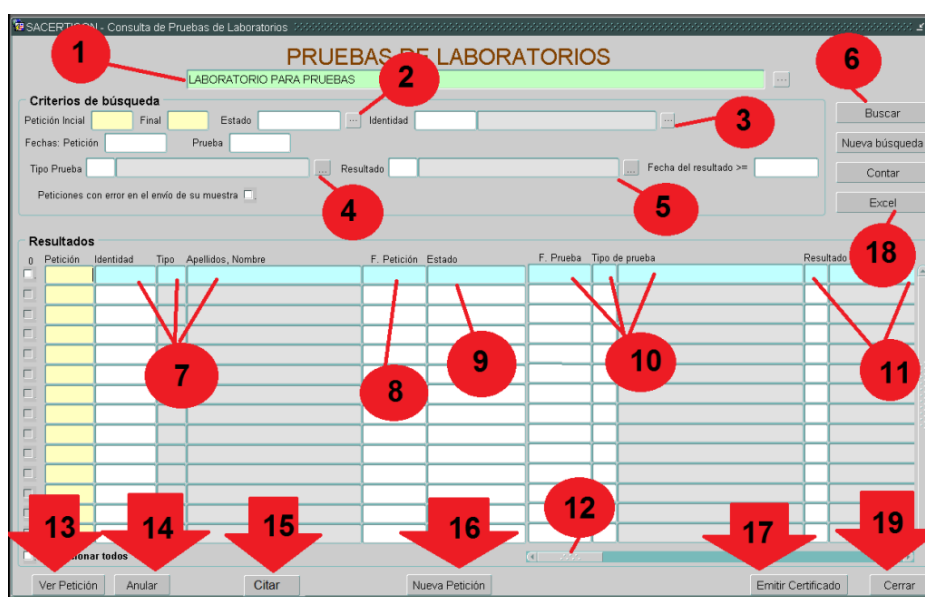 SACERTICON - Consulta de Pruebas de Laboratorios
PRUEBAS DE LABORATORIOS
1
LABORATORIO PARA PRUEBAS
...
2
6
Criterios de búsqueda
Petición Incial Final Estado ... Identidad ...
3
Buscar
Fechas: Petición Prueba
Nueva búsqueda
Tipo Prueba ... Resultado ... Fecha del resultado >=
Contar
Peticiones con error en el envío de su muestra
4
5
Excel
18
Resultados
0 Petición Identidad Tipo Apellidos, Nombre F. Petición Estado F. Prueba Tipo de prueba Resultado
7
8
9
10
11
12
13
14
15
16
17
19
todos
Ver Petición Anular Citar Nueva Petición Emitir Certificado Cerrar